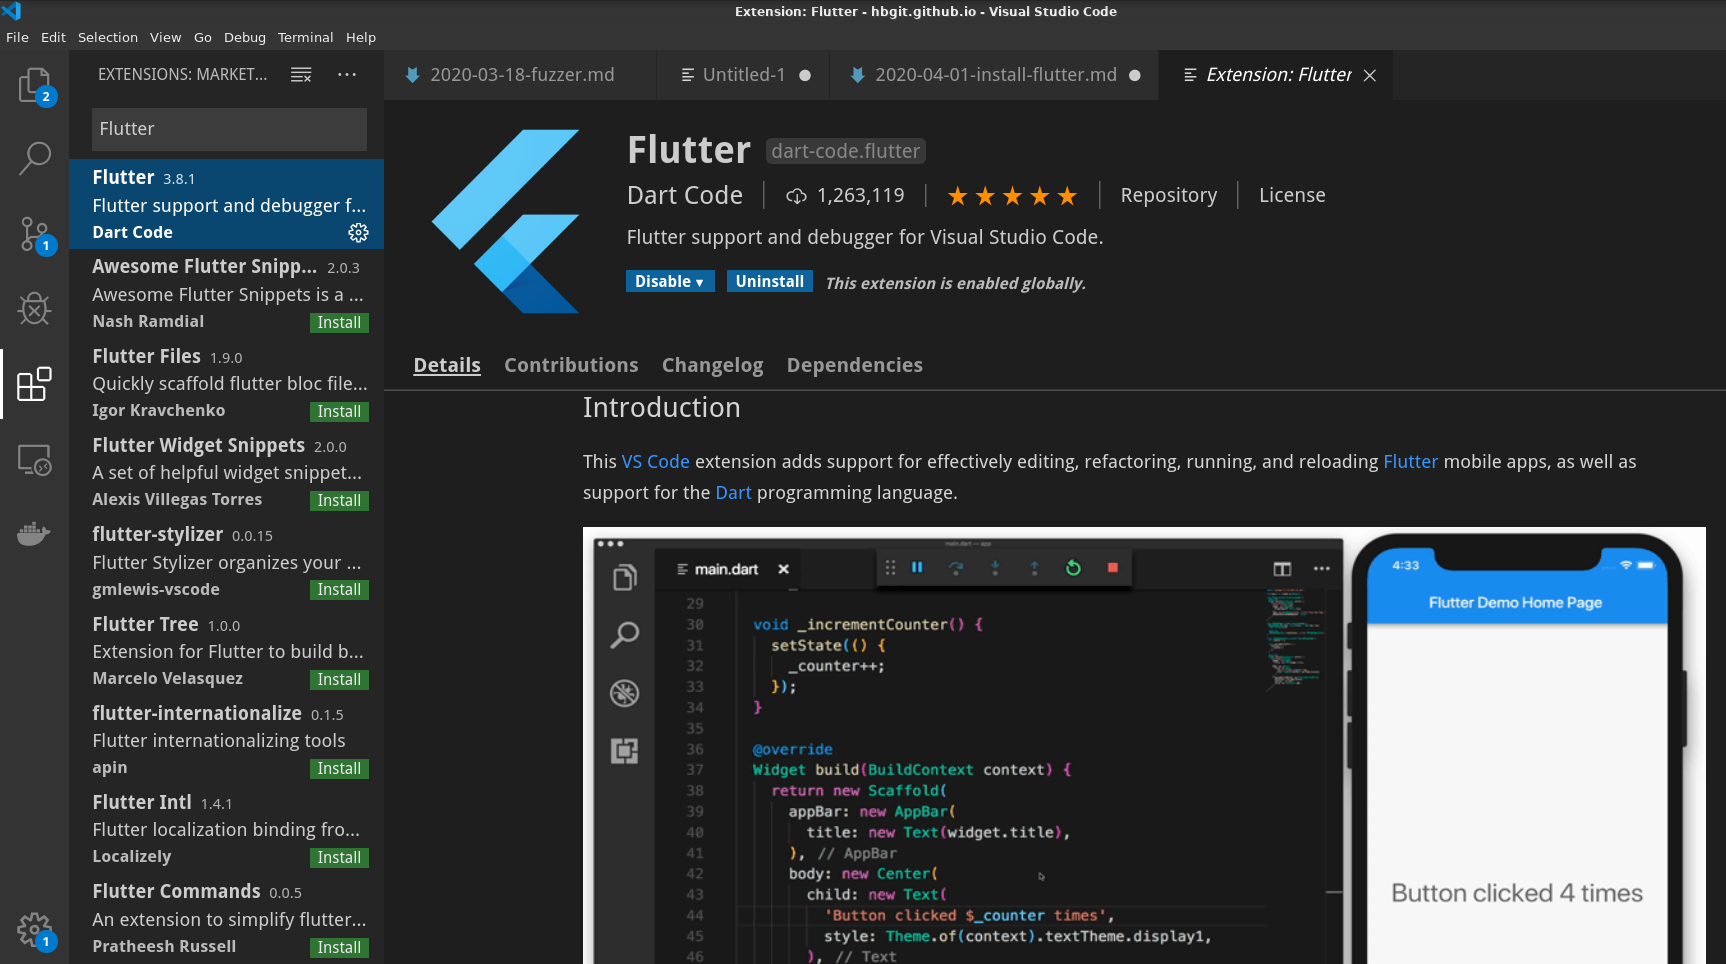 Extension: Flutter - hbgit.github.io - Visual Studio Code
File Edit Selection View Go Debug Terminal Help
EXTENSIONS: MARKET...
2020-03-18-fuzzer.md
Untitled-1
2020-04-01-install-flutter.md
Extension: Flutter
2
1
1
Flutter
Flutter 3.8.1
Flutter support and debugger f...
Dart Code
Awesome Flutter Snipp... 2.0.3
Awesome Flutter Snippets is a ...
Nash Ramdial Install
Flutter Files 1.9.0
Quickly scaffold flutter bloc file...
Igor Kravchenko Install
Flutter Widget Snippets 2.0.0
A set of helpful widget snippet...
Alexis Villegas Torres Install
flutter-stylizer 0.0.15
Flutter Stylizer organizes your ...
gmlewis-vscode Install
Flutter Tree 1.0.0
Extension for Flutter to build b...
Marcelo Velasquez Install
flutter-internationalize 0.1.5
Flutter internationalizing tools
apin Install
Flutter Intl 1.4.1
Flutter localization binding fro...
Localizely Install
Flutter Commands 0.0.5
An extension to simplify flutter...
Pratheesh Russell Install
Flutter dart-code.flutter
Dart Code 1,263,119 ★★★★★ Repository License
Flutter support and debugger for Visual Studio Code.
Disable ▾ Uninstall This extension is enabled globally.
Details Contributions Changelog Dependencies
Introduction
This VS Code extension adds support for effectively editing, refactoring, running, and reloading Flutter mobile apps, as well as
support for the Dart programming language.
main.dart — app
main.dart
29
30 void _incrementCounter() {
31 setState(() {
32 _counter++;
33 });
34 }
35
36 @override
37 Widget build(BuildContext context) {
38 return new Scaffold(
39 appBar: new AppBar(
40 title: new Text(widget.title),
41 ), // AppBar
42 body: new Center(
43 child: new Text(
44 'Button clicked $_counter times',
45 style: Theme.of(context).textTheme.display1,
46 ), // Text
4:33
Flutter Demo Home Page
Button clicked 4 times